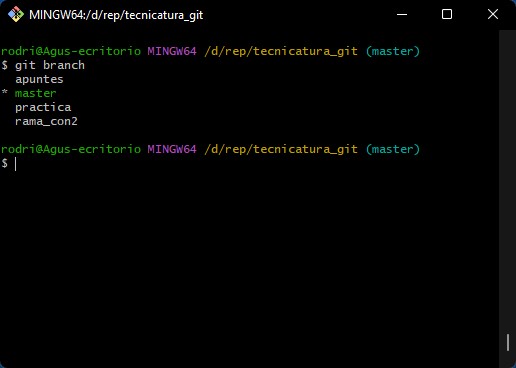 MINGW64:/d/rep/tecnicatura_git
rodri@Agus-ecritorio MINGW64 /d/rep/tecnicatura_git (master)
$ git branch
  apuntes
* master
  practica
  rama_con2
rodri@Agus-ecritorio MINGW64 /d/rep/tecnicatura_git (master)
$